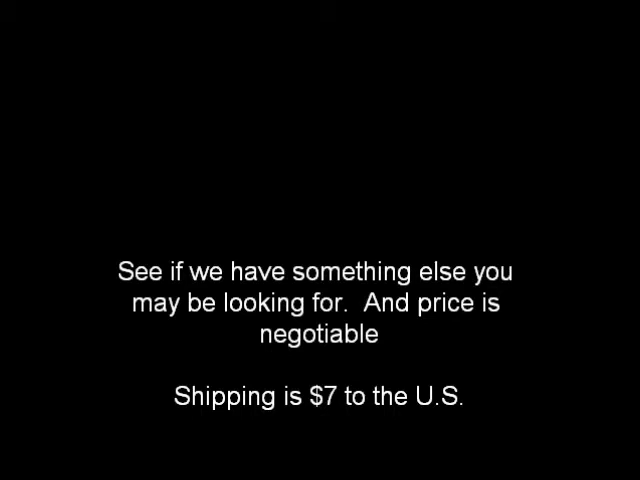 See if we have something else you
may be looking for.  And price is
negotiable
Shipping is $7 to the U.S.